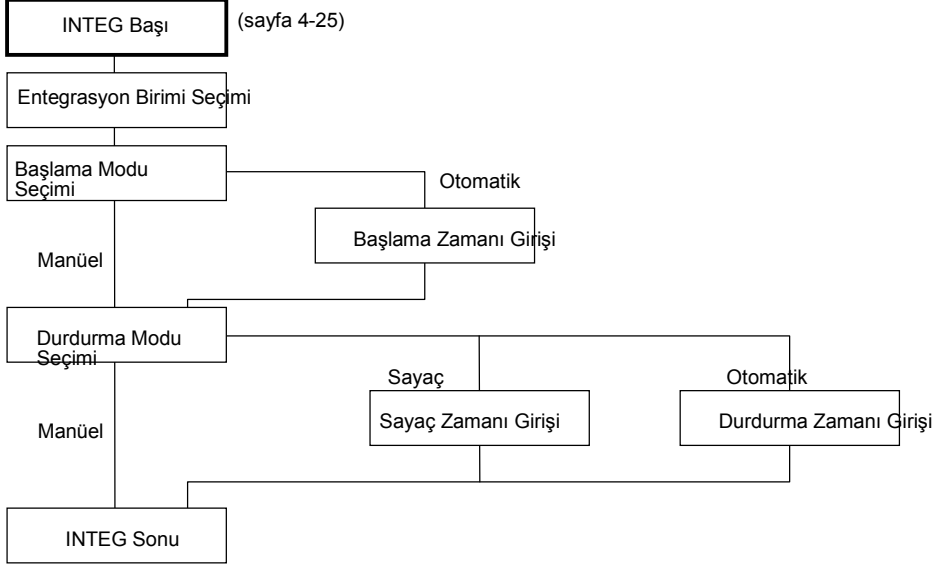 INTEG Başı
(sayfa 4-25)
Entegrasyon Birimi Seçimi
Başlama Modu
Seçimi
Otomatik
Başlama Zamanı Girişi
Manüel
Durdurma Modu
Seçimi
Sayaç
Otomatik
Sayaç Zamanı Girişi
Durdurma Zamanı Girişi
Manüel
INTEG Sonu